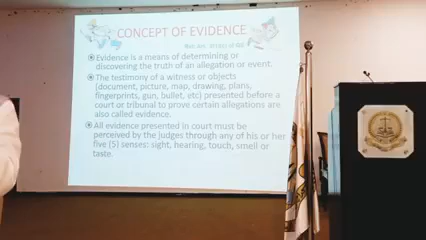 CONCEPT OF EVIDENCE
Evidence is a means of determining or
discovering the truth of an allegation or event.
The testimony of a witness or objects
(document, picture, map, drawing, plans,
fingerprints, gun, bullet, etc) presented before a
court or tribunal to prove certain allegations are
also called evidence.
All evidence presented in court must be
perceived by the judges through any of his or her
five (5) senses: sight, hearing, touch, smell or
taste.